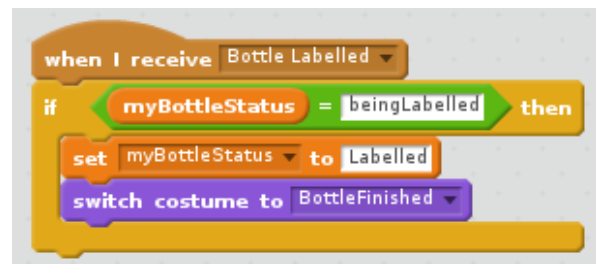 when I receive Bottle Labelled
if myBottleStatus = beingLabelled then
set myBottleStatus to Labelled
switch costume to BottleFinished